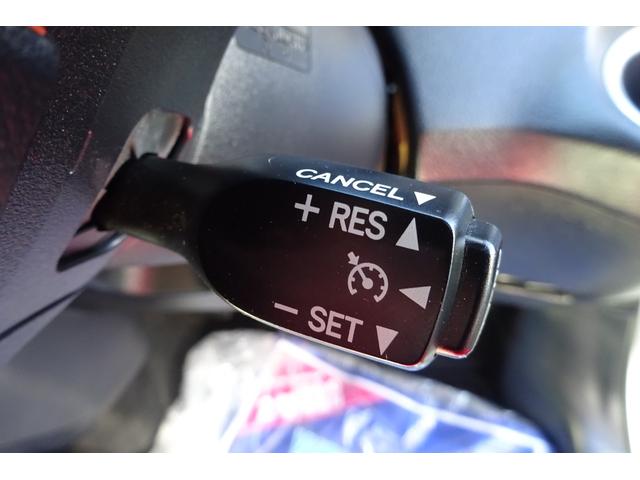 CANCEL ▼
+ RES ▲
◀
− SET ▼